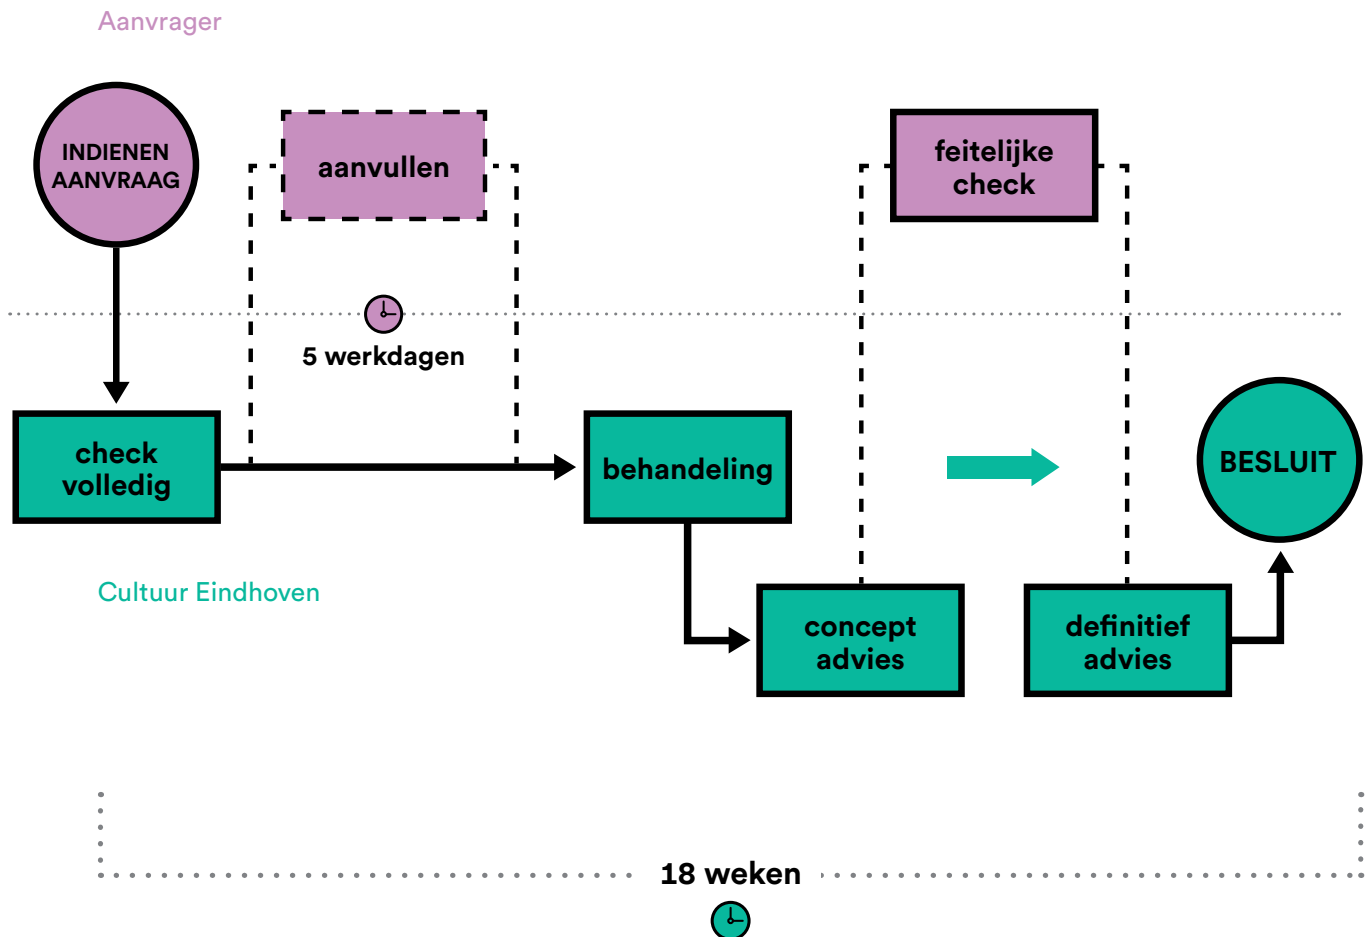 Aanvrager
INDIENEN
AANVRAAG
aanvullen
feitelijke
check
5 werkdagen
check
volledig
behandeling
BESLUIT
Cultuur Eindhoven
concept
advies
definitief
advies
18 weken